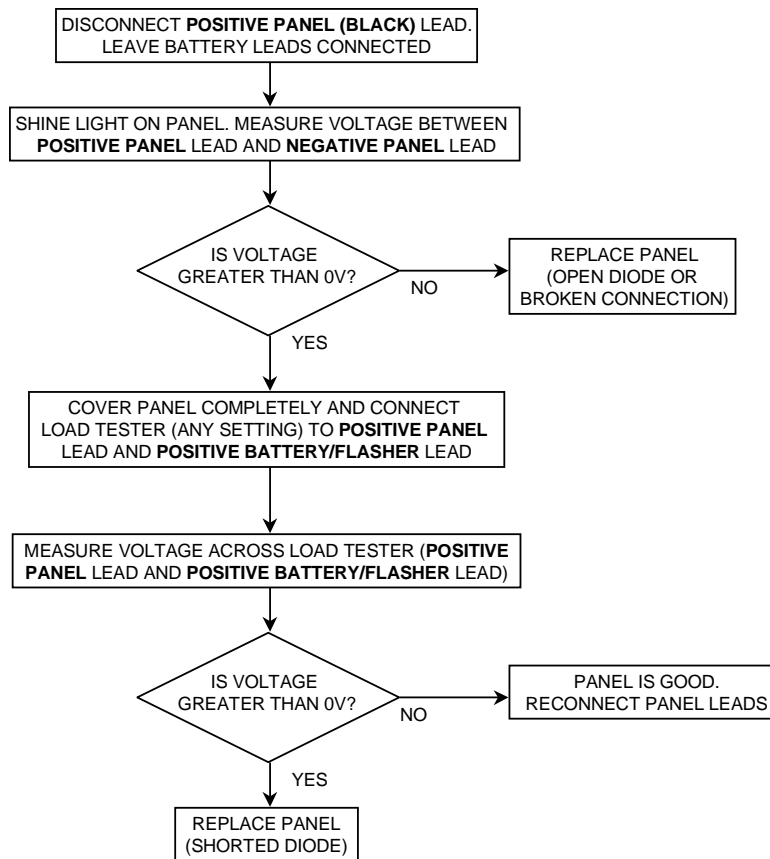 DISCONNECT POSITIVE PANEL (BLACK) LEAD.
LEAVE BATTERY LEADS CONNECTED
SHINE LIGHT ON PANEL. MEASURE VOLTAGE BETWEEN
POSITIVE PANEL LEAD AND NEGATIVE PANEL LEAD
IS VOLTAGE
GREATER THAN 0V?
NO
REPLACE PANEL
(OPEN DIODE OR
BROKEN CONNECTION)
YES
COVER PANEL COMPLETELY AND CONNECT
LOAD TESTER (ANY SETTING) TO POSITIVE PANEL
LEAD AND POSITIVE BATTERY/FLASHER LEAD
MEASURE VOLTAGE ACROSS LOAD TESTER (POSITIVE
PANEL LEAD AND POSITIVE BATTERY/FLASHER LEAD)
IS VOLTAGE
GREATER THAN 0V?
NO
PANEL IS GOOD.
RECONNECT PANEL LEADS
YES
REPLACE PANEL
(SHORTED DIODE)